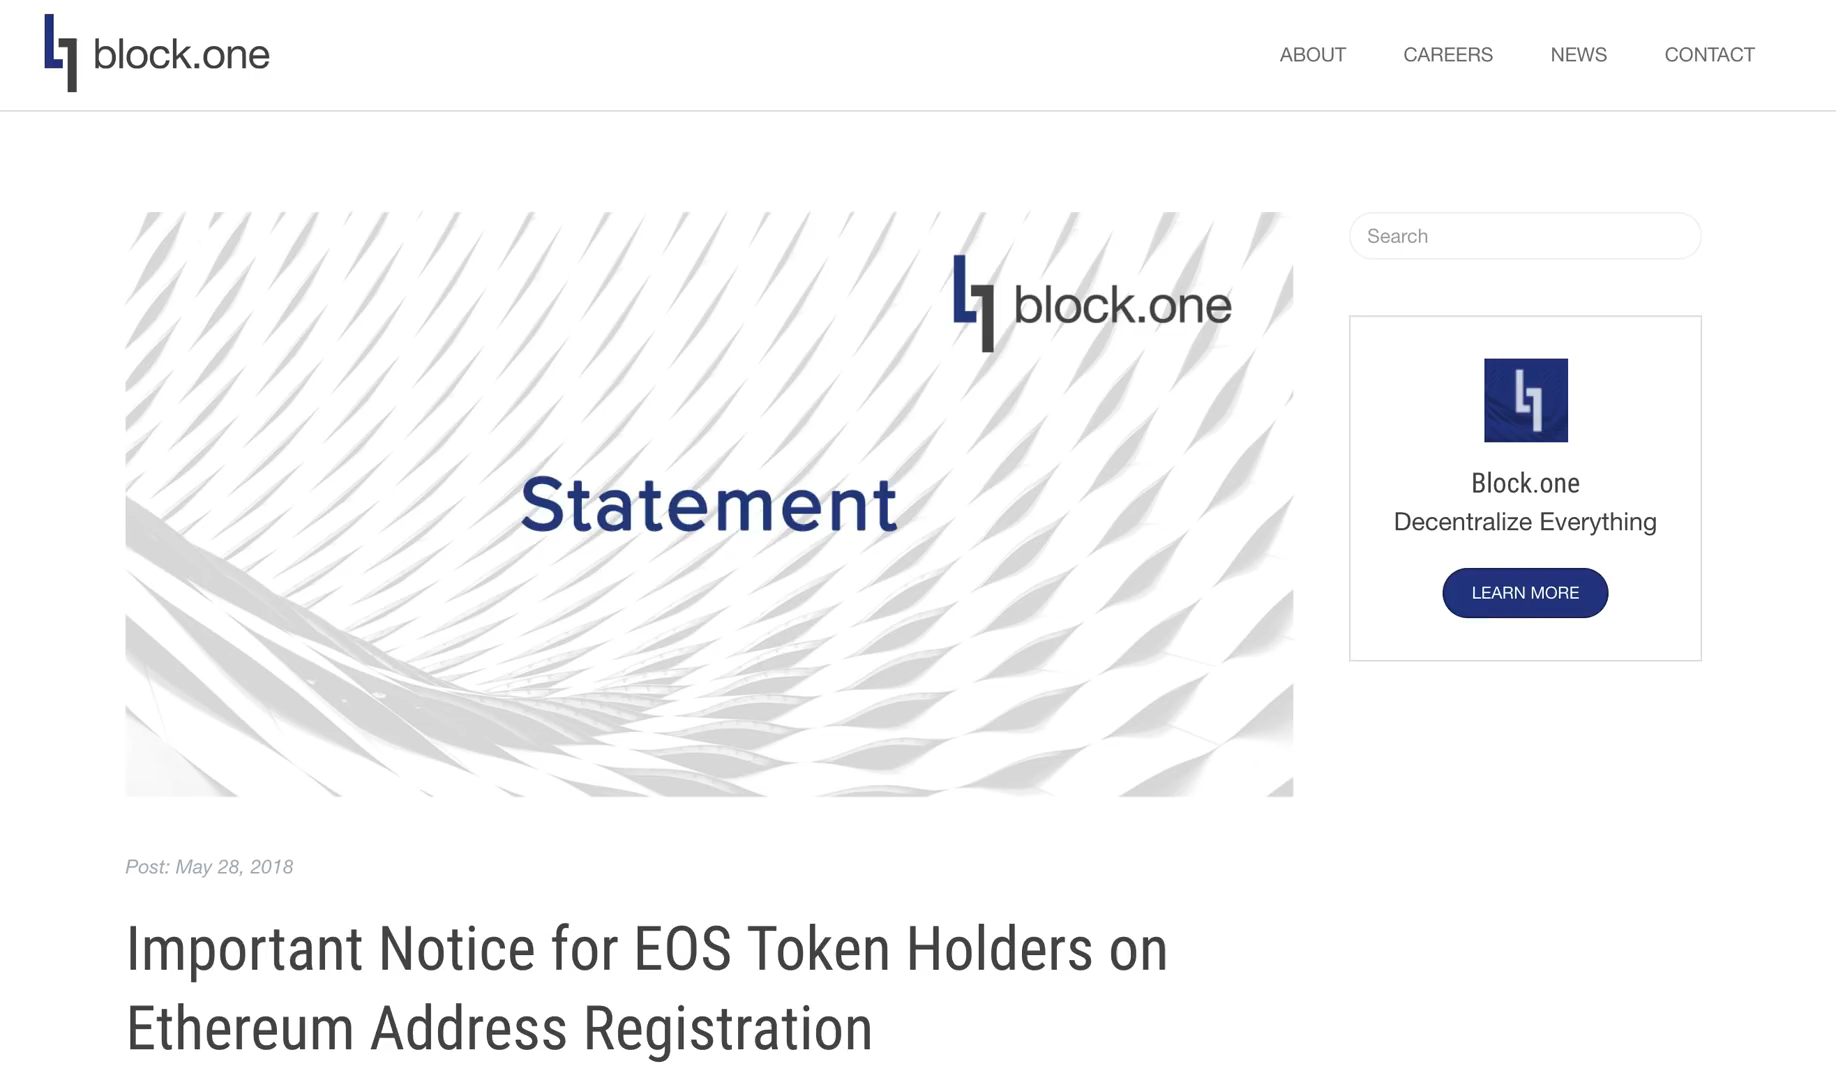 block.one
ABOUT CAREERS NEWS CONTACT
block.one
Statement
Search
Block.one
Decentralize Everything
LEARN MORE
Post: May 28, 2018
Important Notice for EOS Token Holders on
Ethereum Address Registration